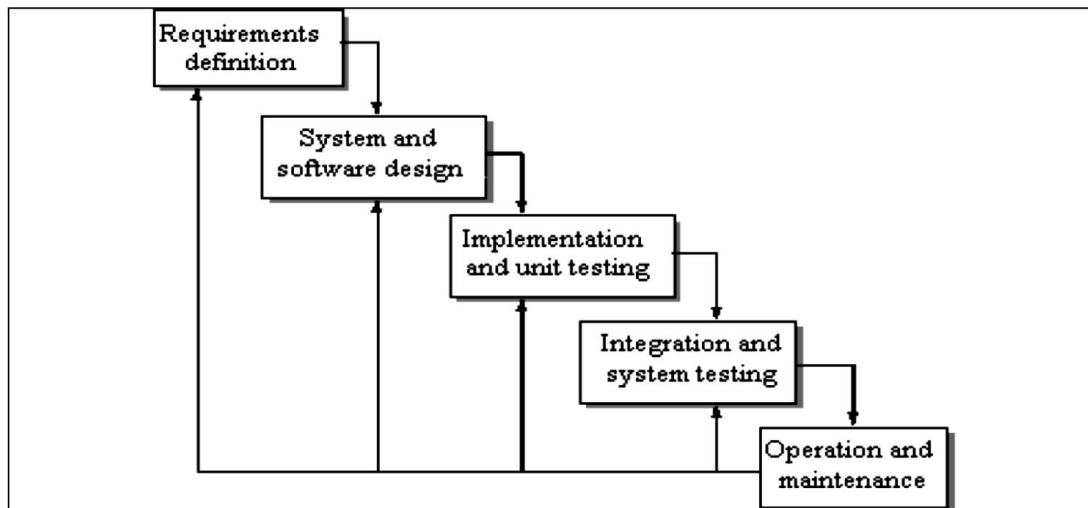 Requirements
definition
System and
software design
Implementation
and unit testing
Integration and
system testing
Operation and
maintenance